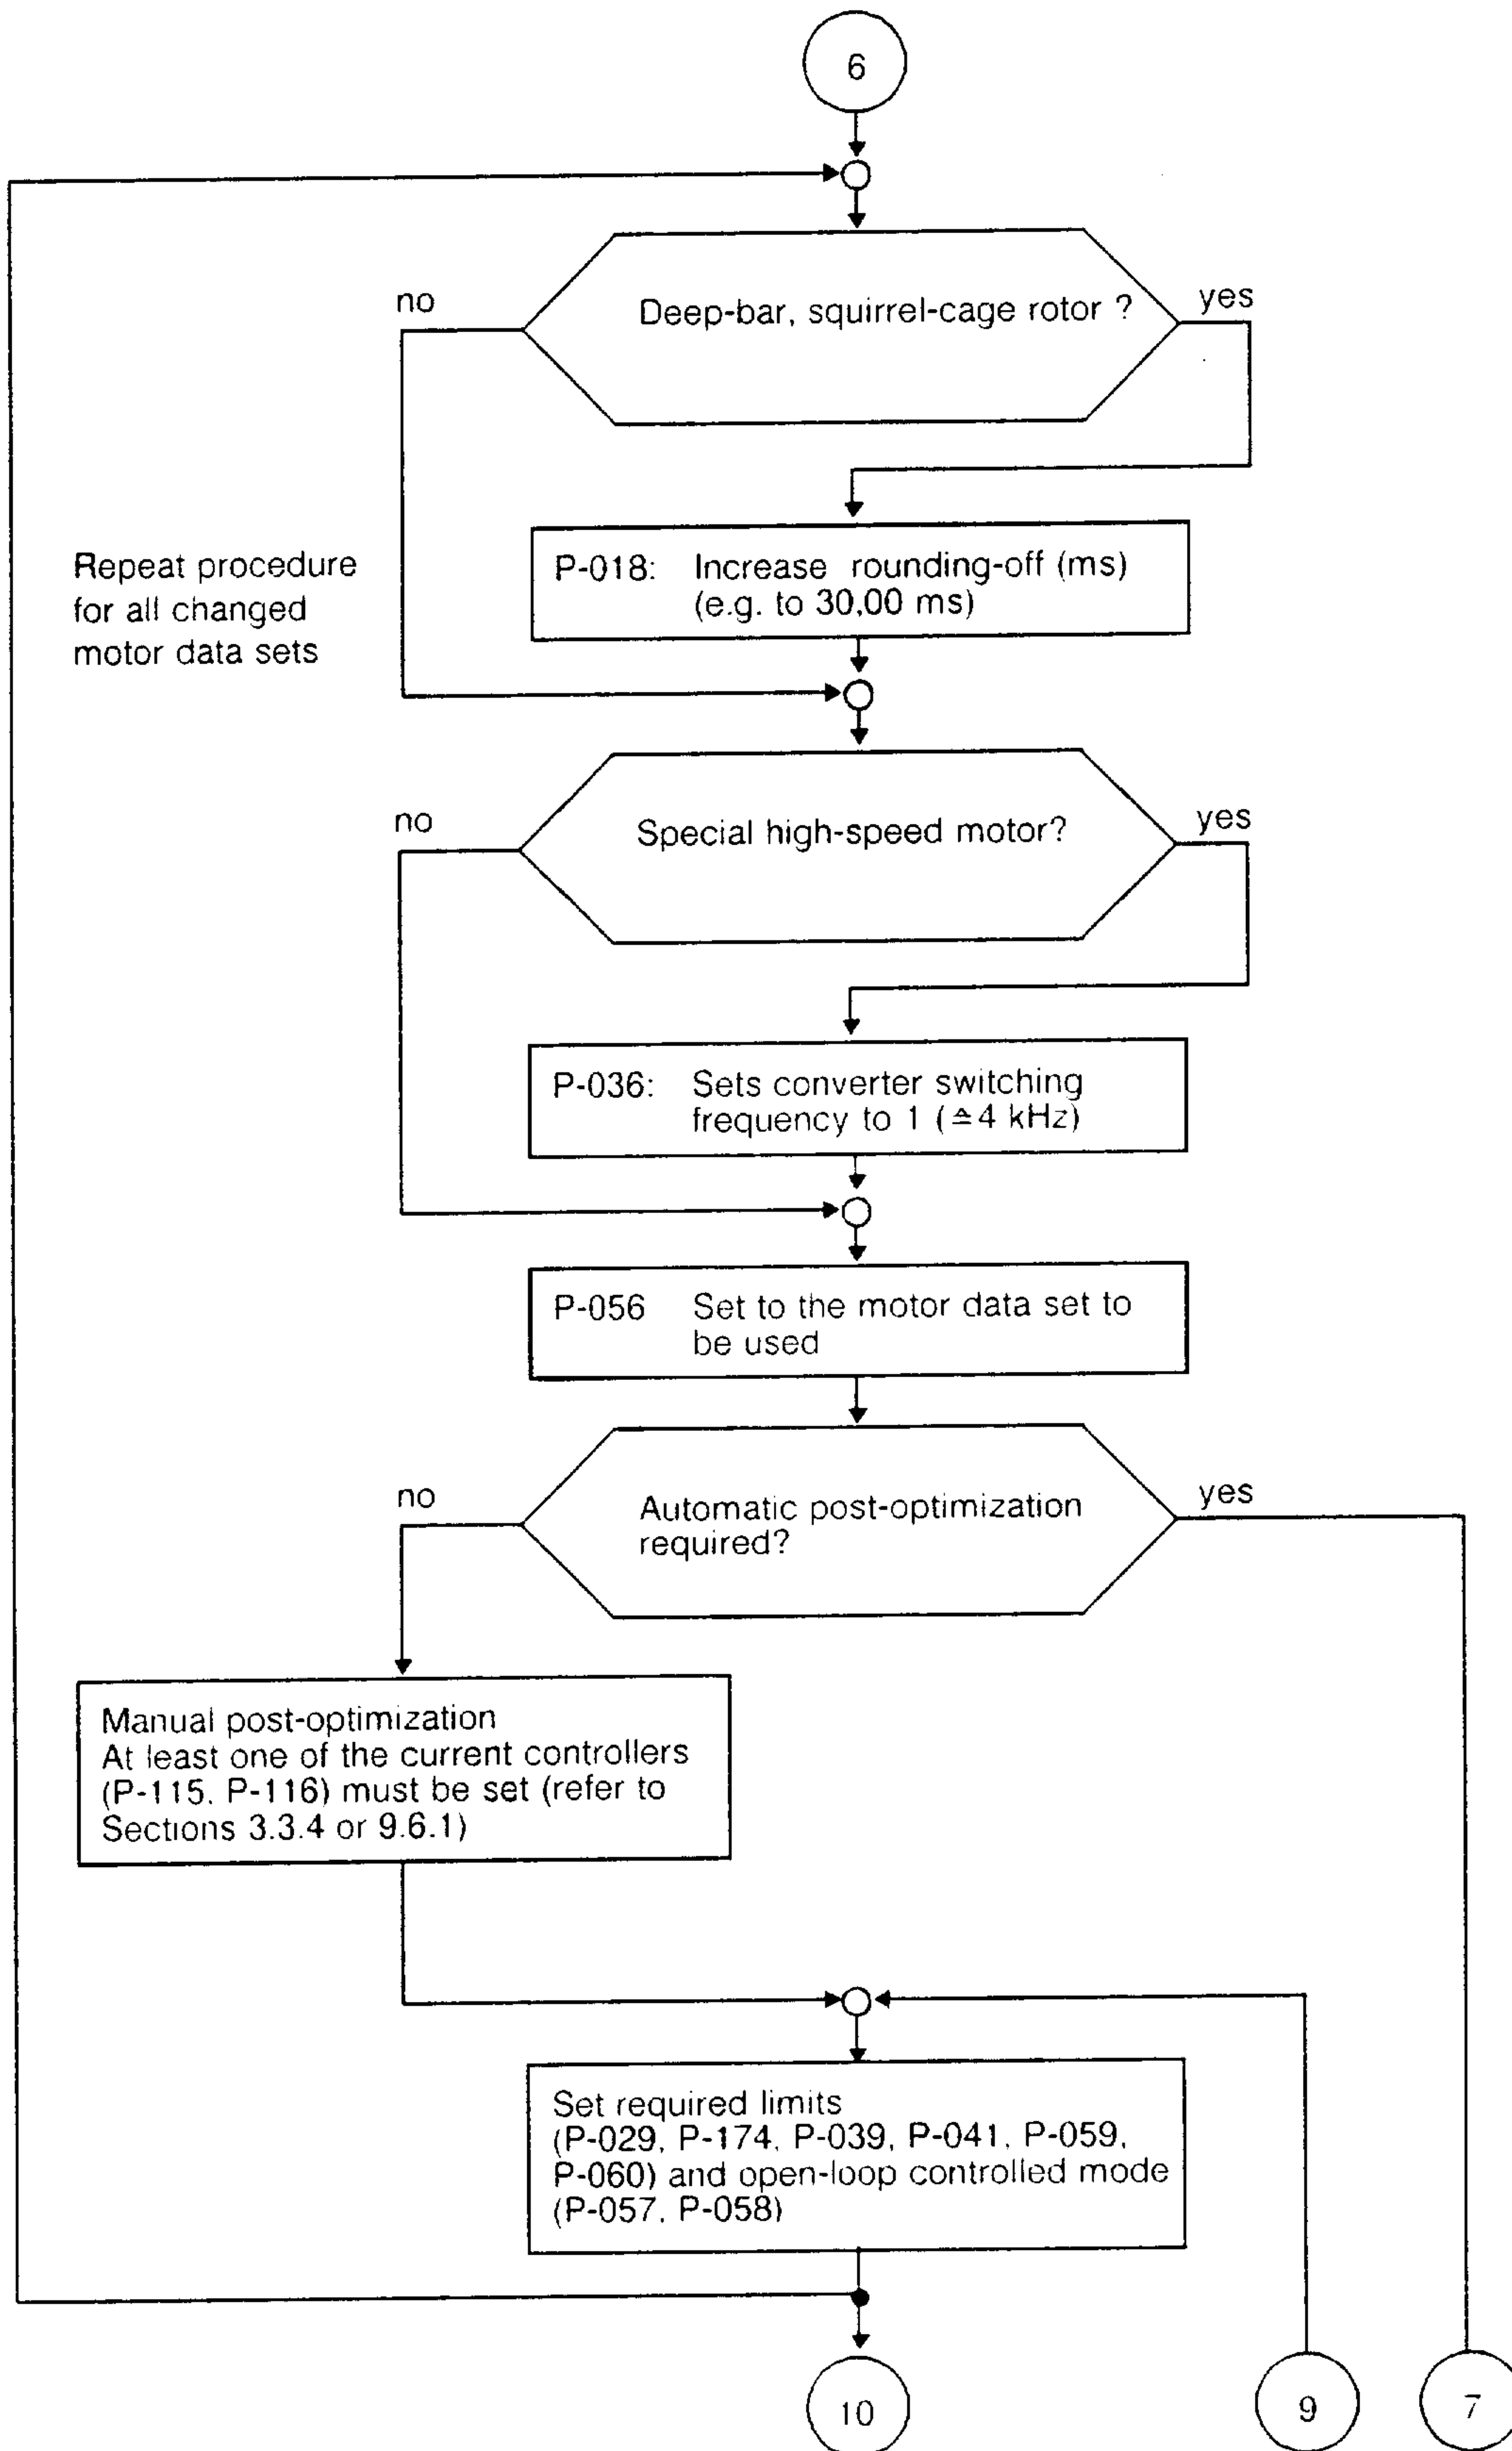 6
no
Deep-bar, squirrel-cage rotor ?
yes
Repeat procedure
for all changed
motor data sets
P-018: Increase rounding-off (ms)
(e.g. to 30,00 ms)
no
Special high-speed motor?
yes
P-036: Sets converter switching
frequency to 1 (≙4 kHz)
P-056 Set to the motor data set to
be used
no
Automatic post-optimization
required?
yes
Manual post-optimization
At least one of the current controllers
(P-115, P-116) must be set (refer to
Sections 3.3.4 or 9.6.1)
Set required limits
(P-029, P-174, P-039, P-041, P-059,
P-060) and open-loop controlled mode
(P-057, P-058)
10
9
7